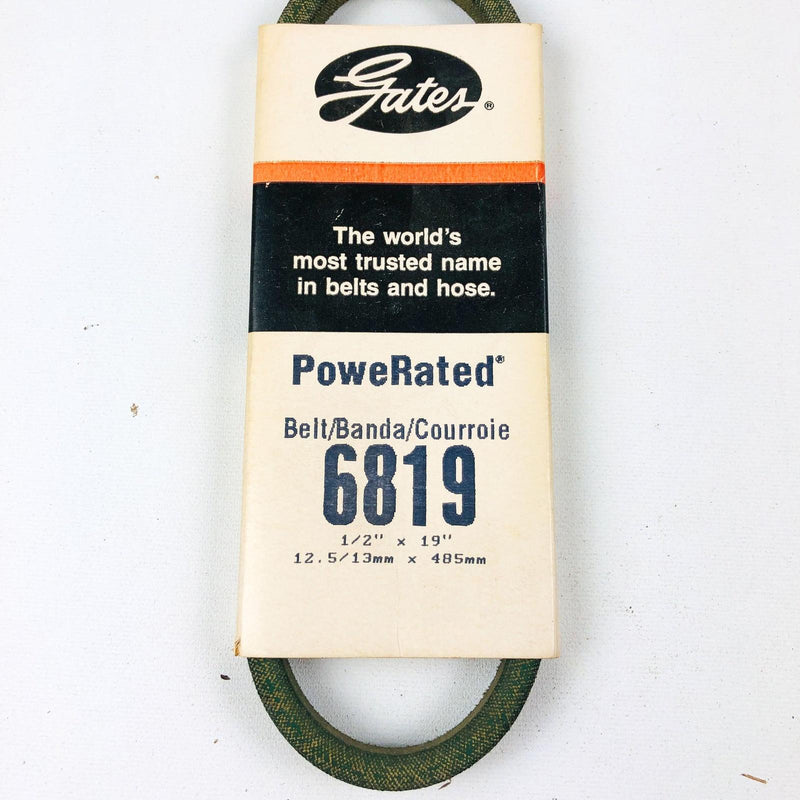 Gates®
The world's
most trusted name
in belts and hose.
PoweRated®
Belt/Banda/Courroie
6819
1/2" x 19"
12.5/13mm x 485mm